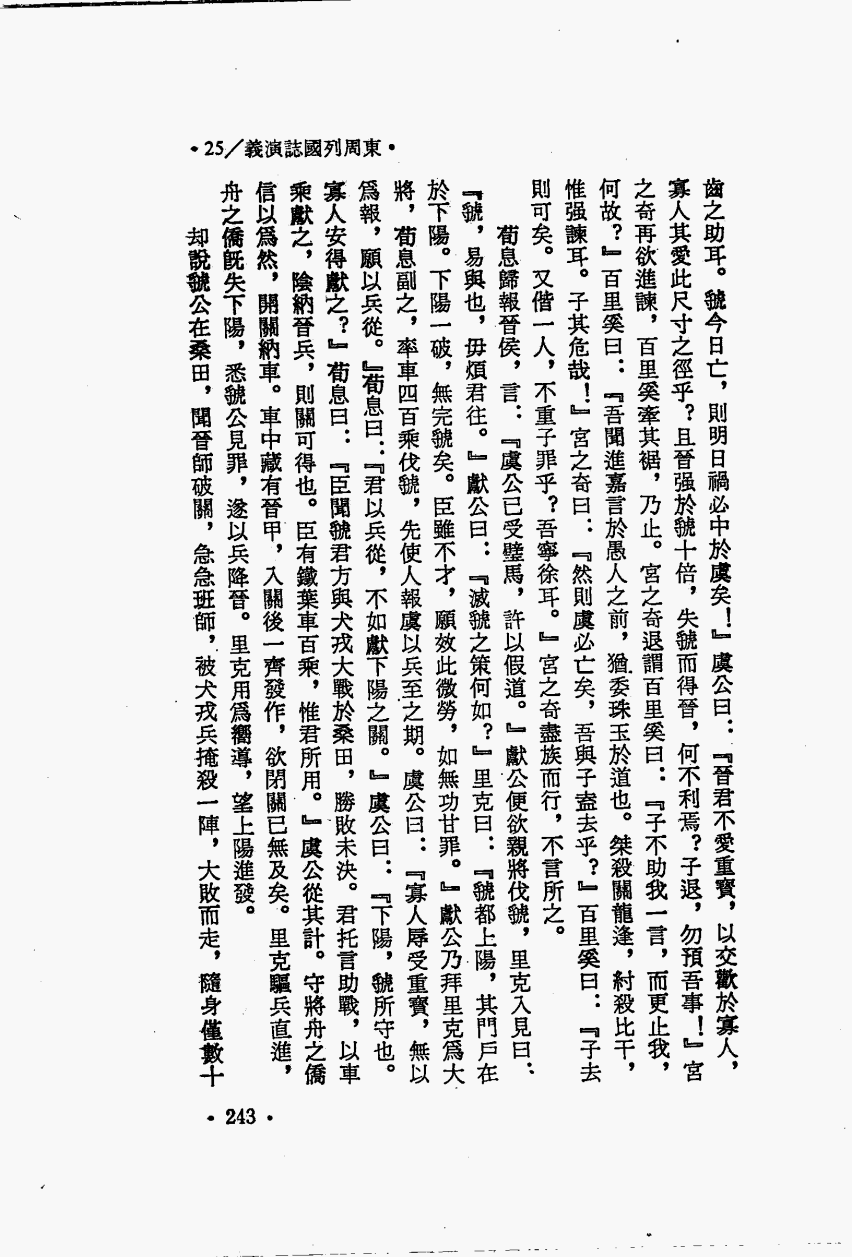 •25/義演誌國列周東•
齒之助耳。虢今日亡，則明日禍必中於虞矣！』虞公曰：『晉君不愛重寶，以交歡於寡人，
寡人其愛此尺寸之徑乎？且晉强於虢十倍，失虢而得晉，何不利焉？子退，勿預吾事！』宮
之奇再欲進諫，百里奚牽其裾，乃止。宮之奇退謂百里奚曰：『子不助我一言，而更止我，
何故？』百里奚曰：『吾聞進嘉言於愚人之前，猶委珠玉於道也。桀殺關龍逄，紂殺比干，
惟强諫耳。子其危哉！』宮之奇曰：『然則虞必亡矣，吾與子盍去乎？』百里奚曰：『子去
則可矣。又偕一人，不重子罪乎？吾寧徐耳。』宮之奇盡族而行，不言所之。
荀息歸報晉侯，言：『虞公已受璧馬，許以假道。』獻公便欲親將伐虢，里克入見曰：
『虢，易與也，毋煩君往。』獻公曰：『滅虢之策何如？』里克曰：『虢都上陽，其門戶在
於下陽。下陽一破，無完虢矣。臣雖不才，願效此微勞，如無功甘罪。』獻公乃拜里克爲大
將，荀息副之，率車四百乘伐虢，先使人報虞以兵至之期。虞公曰：『寡人辱受重寶，無以
爲報，願以兵從。』荀息曰：『君以兵從，不如獻下陽之關。』虞公曰：『下陽，虢所守也。
寡人安得獻之？』荀息曰：『臣聞虢君方與犬戎大戰於桑田，勝敗未決。君托言助戰，以車
乘獻之，陰納晉兵，則關可得也。臣有鐵葉車百乘，惟君所用。』虞公從其計。守將舟之僑
信以爲然，開關納車。車中藏有晉甲，入關後一齊發作，欲閉關已無及矣。里克驅兵直進，
舟之僑旣失下陽，悉虢公見罪，遂以兵降晉。里克用爲嚮導，望上陽進發。
却說虢公在桑田，聞晉師破關，急急班師，被犬戎兵掩殺一陣，大敗而走，隨身僅數十
•243•